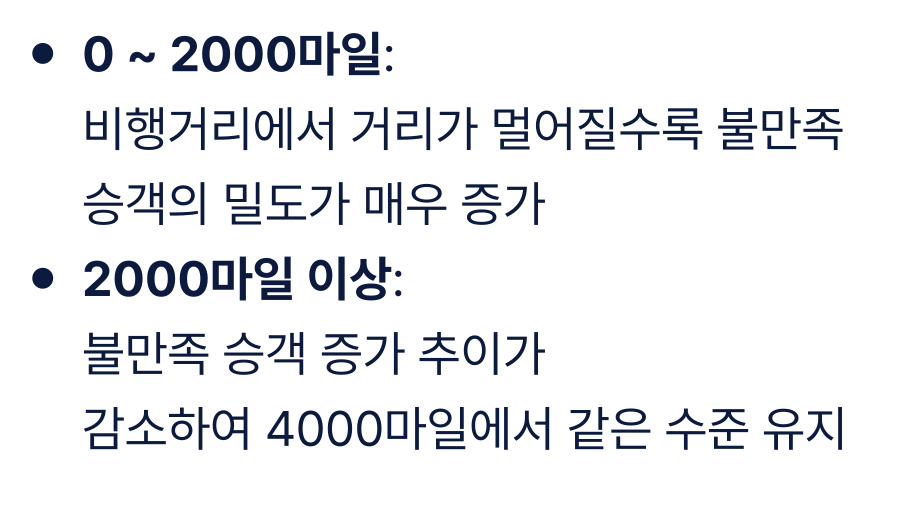 • 0 ~ 2000마일:
비행거리에서 거리가 멀어질수록 불만족
승객의 밀도가 매우 증가
• 2000마일 이상:
불만족 승객 증가 추이가
감소하여 4000마일에서 같은 수준 유지